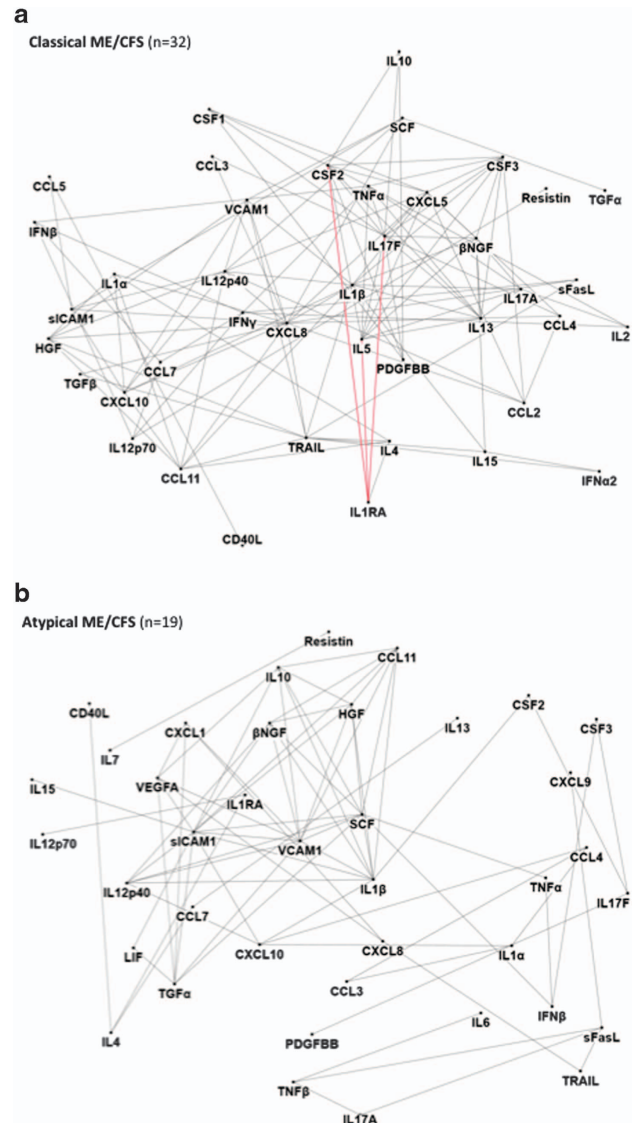 a
Classical ME/CFS (n=32)
IL10
CSF1
SCF
CCL3
CSF2
CSF3
CCL5
TNFα
CXCL5
Resistin
TGFα
VCAM1
IFNβ
IL17F
βNGF
IL1α
IL12p40
IL1β
IL17A
sFasL
sICAM1
IFNγ
CXCL8
IL13
CCL4
IL2
HGF
IL5
CCL7
PDGFBB
TGFβ
CXCL10
CCL2
IL12p70
TRAIL
IL4
IL15
CCL11
IFNα2
IL1RA
CD40L
b
Atypical ME/CFS (n=19)
Resistin
CCL11
IL10
CD40L
HGF
CSF2
CXCL1
βNGF
IL13
CSF3
IL7
IL15
VEGFA
CXCL9
IL1RA
IL12p70
sICAM1
SCF
VCAM1
CCL4
IL12p40
IL1β
TNFα
IL17F
CCL7
LIF
CXCL10
CXCL8
IL1α
TGFα
CCL3
IL4
PDGFBB
IL6
IFNβ
sFasL
TNFβ
TRAIL
IL17A